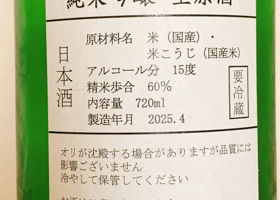 純米吟醸 生原酒
日本酒
原材料名 米(国産)・
米こうじ(国産米)
アルコール分 15度
精米歩合 60%
内容量 720ml
製造年月 2025.4
要冷蔵
オリが沈殿する場合がありますが品質には
影響ございません
冷やして保管してください